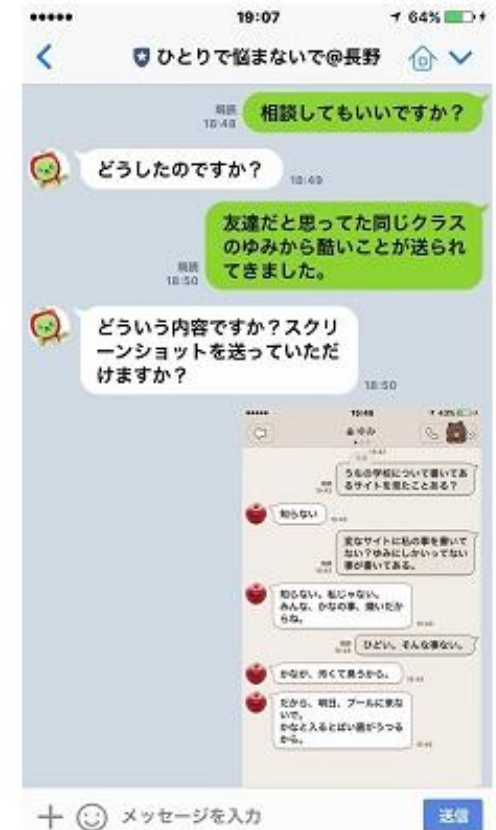 19:07
64%
ひとりで悩まないで@長野
相談してもいいですか？
既読
18:48
どうしたのですか？
18:49
友達だと思ってた同じクラス
のゆみから酷いことが送られ
てきました。
既読
18:50
どういう内容ですか？スクリ
ーンショットを送っていただ
けますか？
18:50
ゆみ
うちの学校について書いてあ
るサイトを見たことある？
知らない
変なサイトに私の事を書いて
ない？ゆみにしかいってない
事が書いてある。
知らない。私じゃない。
みんな、かなの事、嫌いだか
らね。
ひどい。そんな事ない。
かなが、汚くて臭うから。
だから、明日、プールに来な
いで。
かなと入るとばい菌がうつる
から。
メッセージを入力
送信